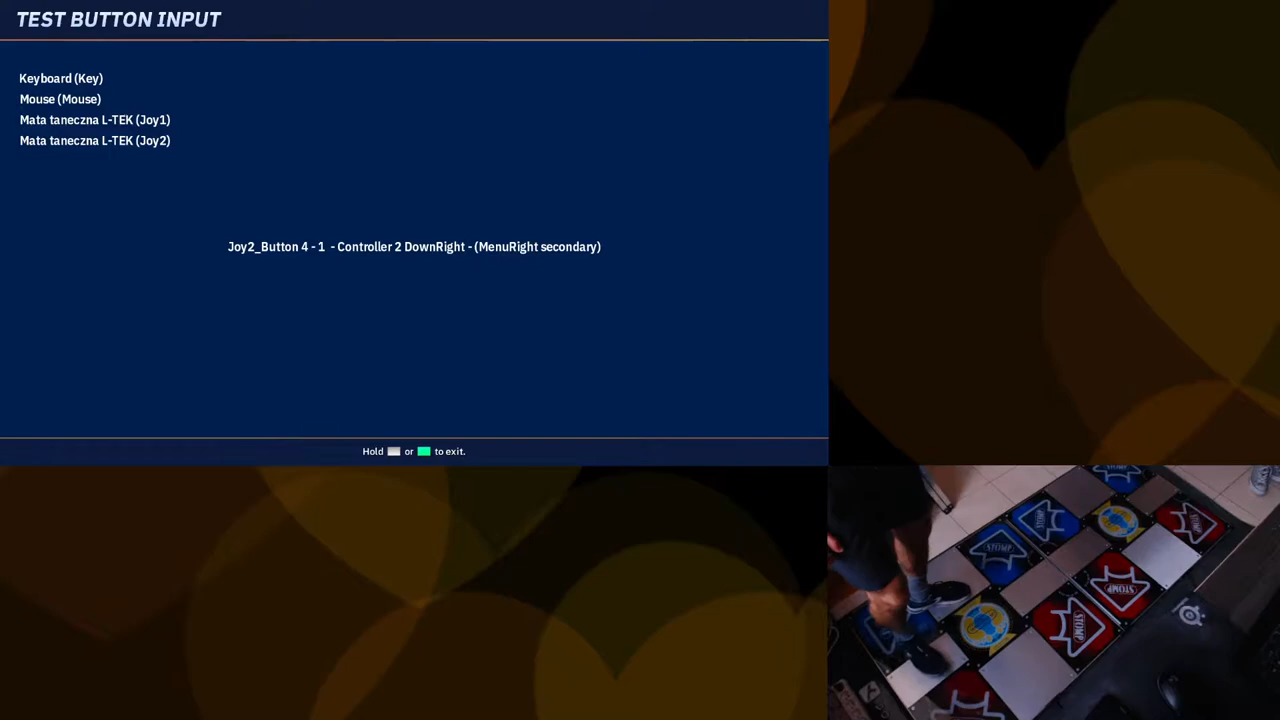 TEST BUTTON INPUT
Keyboard (Key)
Mouse (Mouse)
Mata taneczna L-TEK (Joy1)
Mata taneczna L-TEK (Joy2)
Joy2_Button 4 - 1 - Controller 2 DownRight - (MenuRight secondary)
Hold or to exit.
STOMP
STOMP
STOMP
STOMP